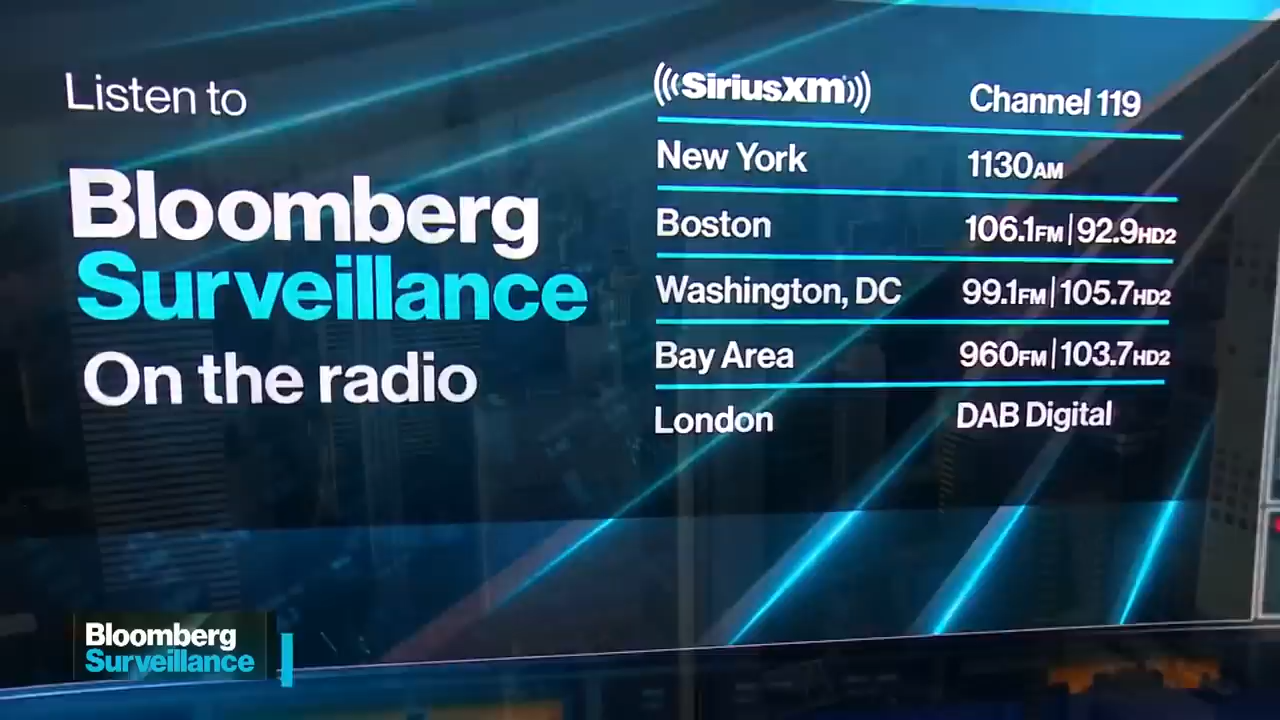 Listen to
Bloomberg
Surveillance
On the radio
SiriusXM Channel 119
New York 1130AM
Boston 106.1FM|92.9HD2
Washington, DC 99.1FM|105.7HD2
Bay Area 960FM|103.7HD2
London DAB Digital
Bloomberg
Surveillance